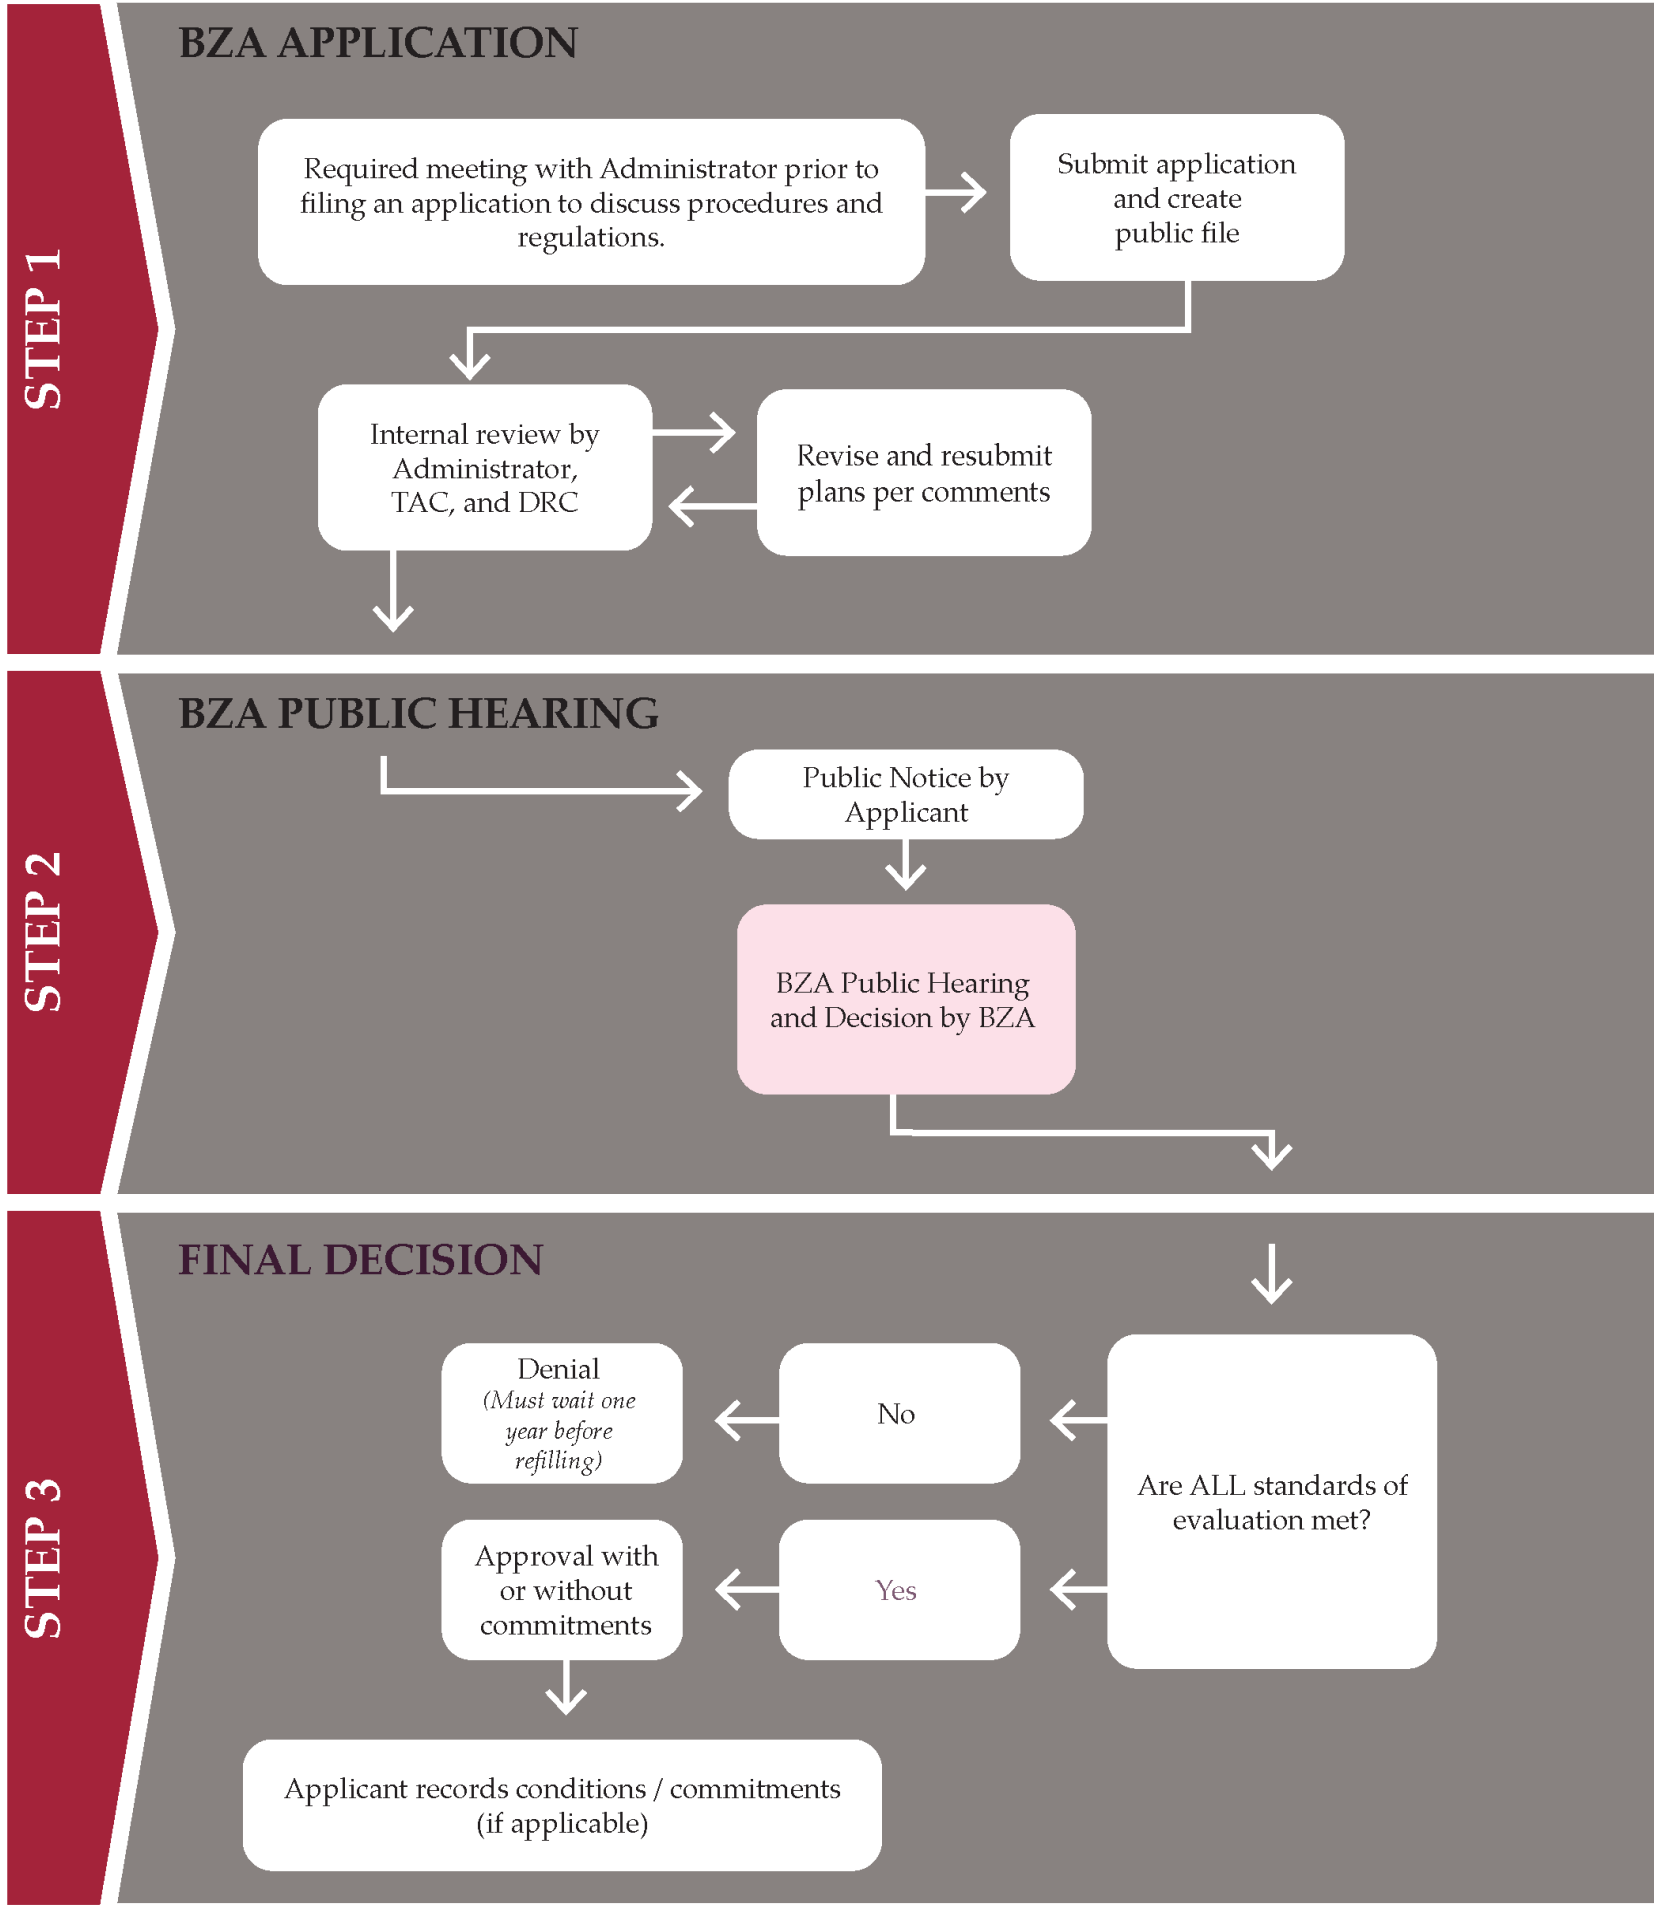 STEP 1
BZA APPLICATION
Required meeting with Administrator prior to
filing an application to discuss procedures and
regulations.
Submit application
and create
public file
Internal review by
Administrator,
TAC, and DRC
Revise and resubmit
plans per comments
STEP 2
BZA PUBLIC HEARING
Public Notice by
Applicant
BZA Public Hearing
and Decision by BZA
STEP 3
FINAL DECISION
Denial
(Must wait one
year before
refilling)
No
Are ALL standards of
evaluation met?
Approval with
or without
commitments
Yes
Applicant records conditions / commitments
(if applicable)